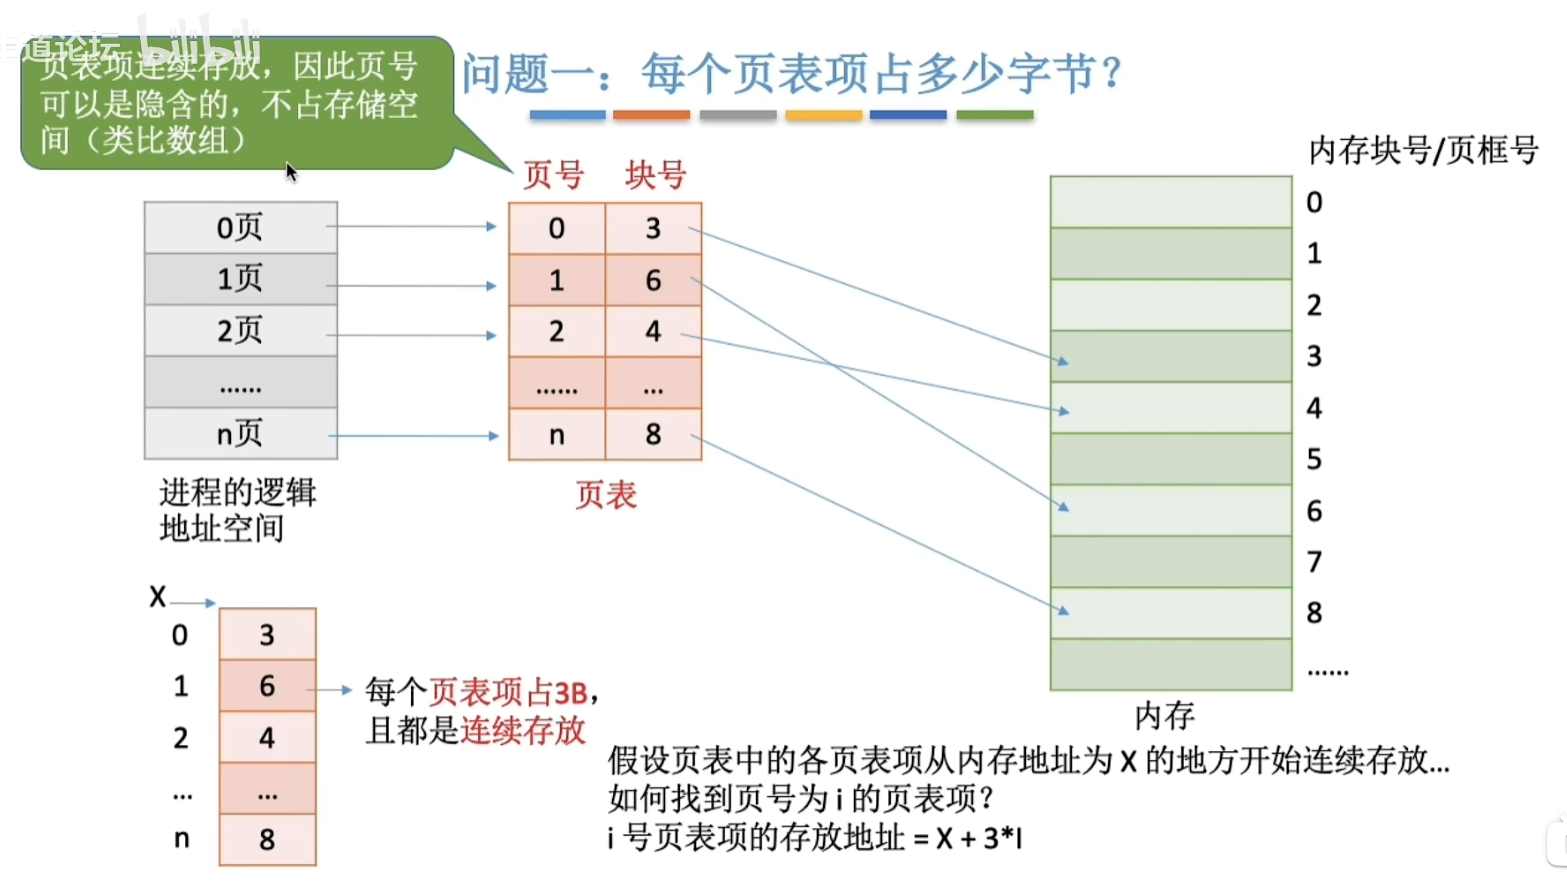 道论坛 bilibili
问题一：每个页表项占多少字节？
页表项连续存放，因此页号
可以是隐含的，不占存储空
间（类比数组）
内存块号/页框号
页号 块号
0页 0 3
1页 1 6
2页 2 4
...... ...... ...
n页 n 8
进程的逻辑
地址空间
页表
0
1
2
3
4
5
6
7
8
......
内存
X
0 3
1 6
2 4
... ...
n 8
每个页表项占3B，
且都是连续存放
假设页表中的各页表项从内存地址为 X 的地方开始连续存放...
如何找到页号为 i 的页表项？
i 号页表项的存放地址 = X + 3*I